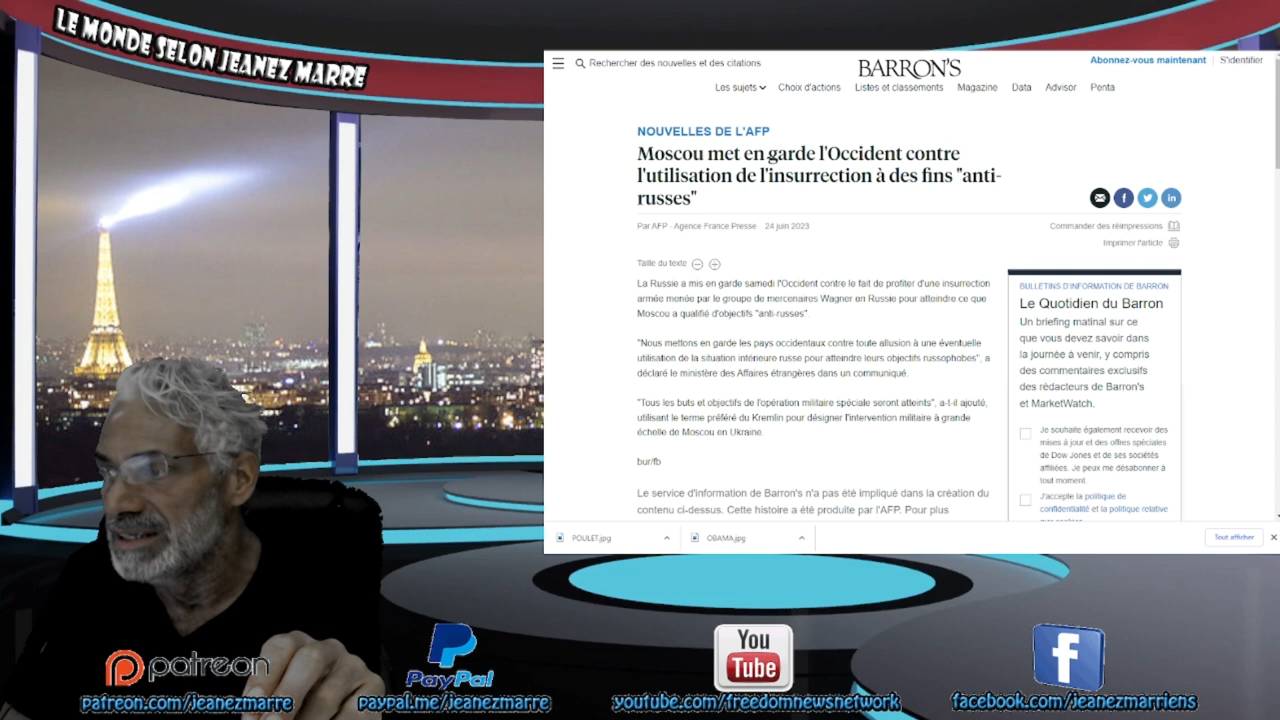 LE MONDE SELON JEANEZ MARRE
Rechercher des nouvelles et des citations
BARRON'S
Abonnez-vous maintenant
S'identifier
Les sujets
Choix d'actions
Listes et classements
Magazine
Data
Advisor
Penta
NOUVELLES DE L'AFP
Moscou met en garde l'Occident contre
l'utilisation de l'insurrection à des fins "anti-
russes"
Par AFP - Agence France Presse
24 juin 2023
Commander des réimpressions
Imprimer l'article
Taille du texte
La Russie a mis en garde samedi l'Occident contre le fait de profiter d'une insurrection
armée menée par le groupe de mercenaires Wagner en Russie pour atteindre ce que
Moscou a qualifié d'objectifs "anti-russes".
"Nous mettons en garde les pays occidentaux contre toute allusion à une éventuelle
utilisation de la situation intérieure russe pour atteindre leurs objectifs russophobes", a
déclaré le ministère des Affaires étrangères dans un communiqué.
"Tous les buts et objectifs de l'opération militaire spéciale seront atteints", a-t-il ajouté,
utilisant le terme préféré du Kremlin pour désigner l'intervention militaire à grande
échelle de Moscou en Ukraine.
bur/fb
Le service d'information de Barron's n'a pas été impliqué dans la création du
contenu ci-dessus. Cette histoire a été produite par l'AFP. Pour plus
BULLETINS D'INFORMATION DE BARRON
Le Quotidien du Barron
Un briefing matinal sur ce
que vous devez savoir dans
la journée à venir, y compris
des commentaires exclusifs
des rédacteurs de Barron's
et MarketWatch.
Je souhaite également recevoir des
mises à jour et des offres spéciales
de Dow Jones et de ses sociétés
affiliées. Je peux me désabonner à
tout moment.
J'accepte la politique de
confidentialité et la politique relative
POULET.jpg
OBAMA.jpg
Tout afficher
patreon
PayPal
You
Tube
patreon.com/jeanezmarre
paypal.me/jeanezmarre
youtube.com/freedomnewsnetwork
facebook.com/jeanezmarriens